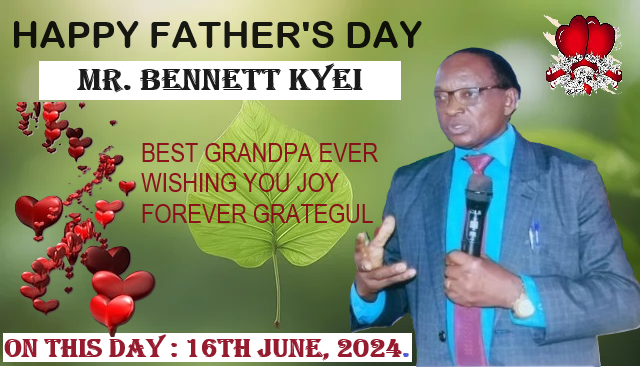 HAPPY FATHER'S DAY
MR. BENNETT KYEI
BEST GRANDPA EVER
WISHING YOU JOY
FOREVER GRATEGUL
ON THIS DAY : 16TH JUNE, 2024.